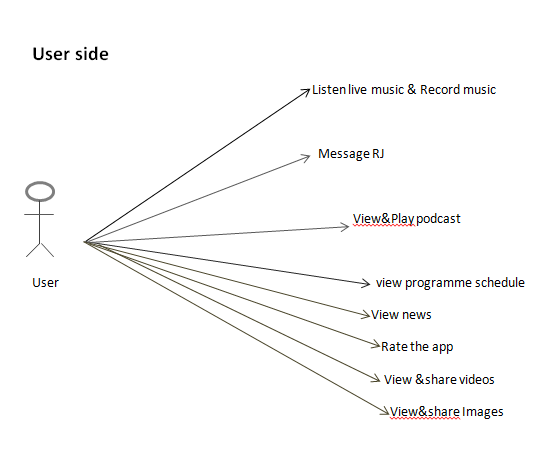 User side
Listen live music & Record music
Message RJ
View&Play podcast
User
view programme schedule
View news
Rate the app
View &share videos
View&share Images